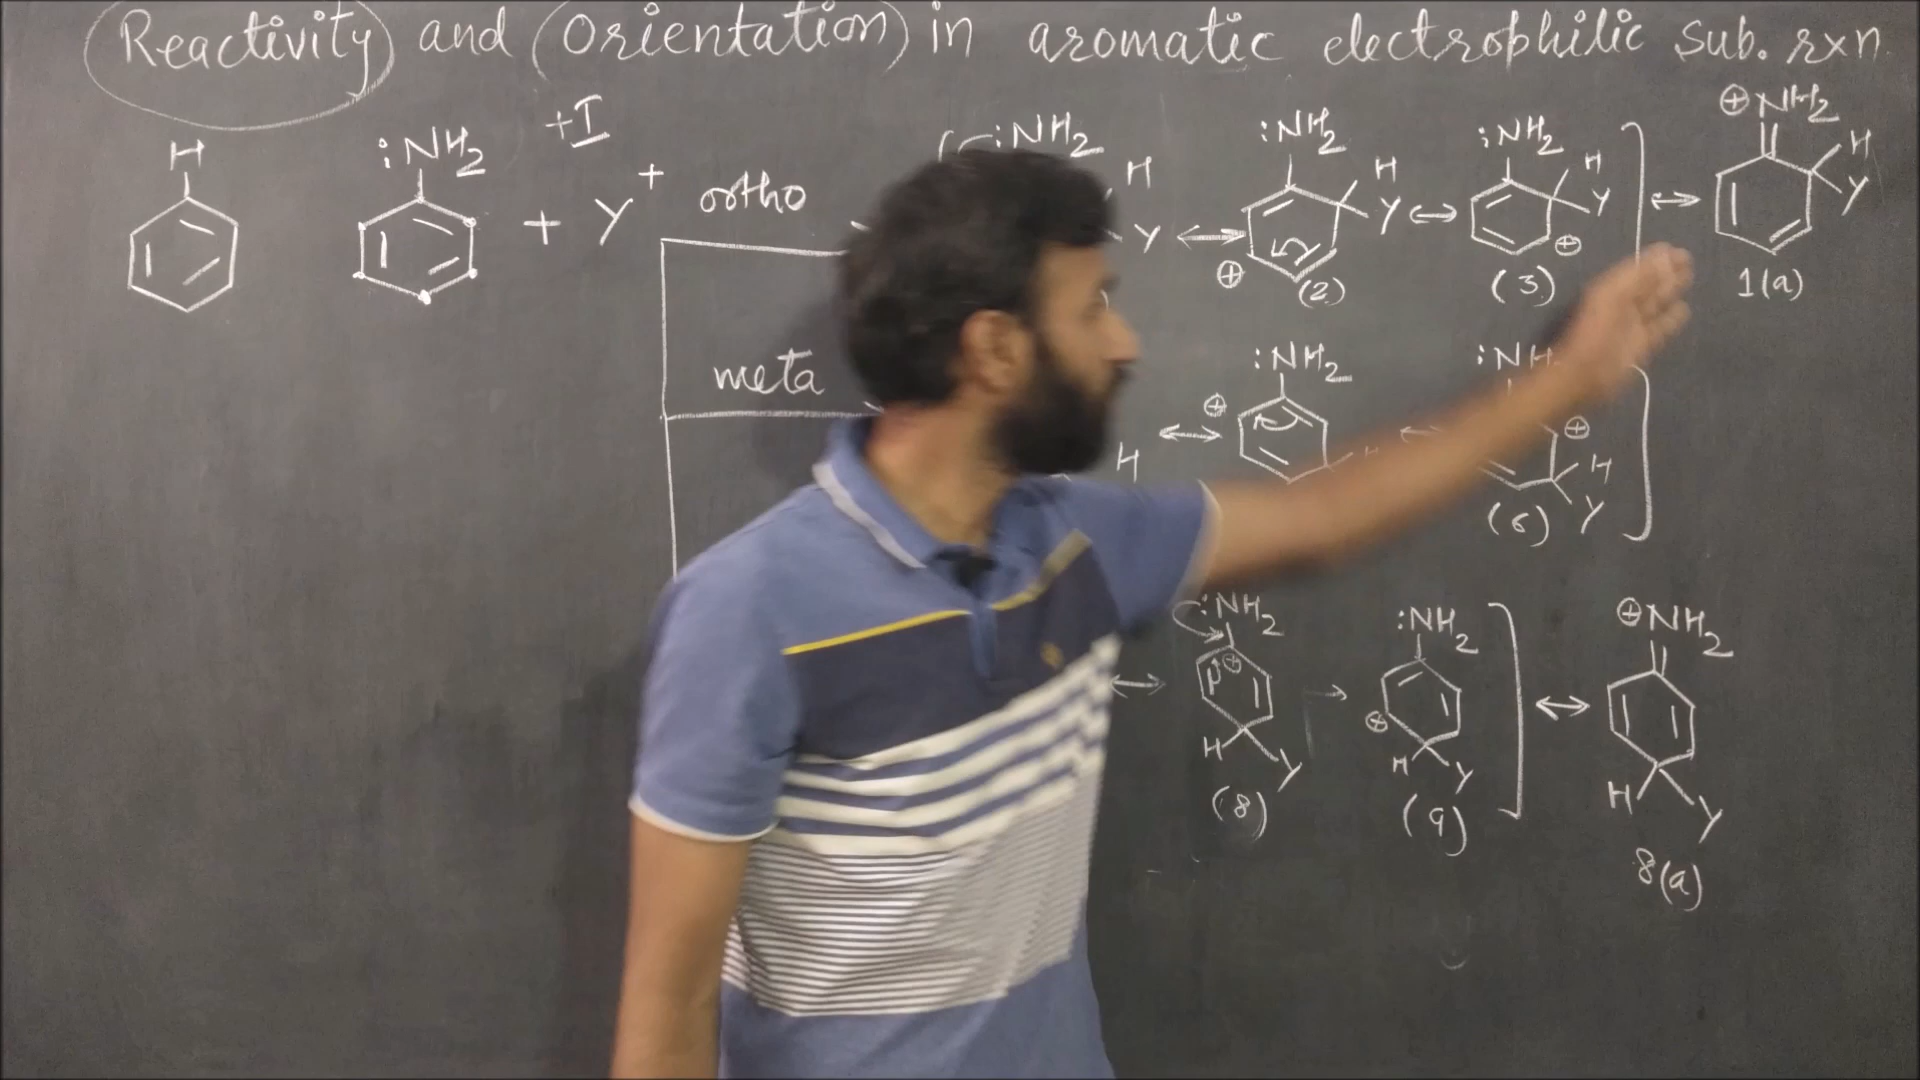 Reactivity and Orientation in aromatic electrophilic Sub. rxn
H
:NH2
+I
+ Y+
ortho
:NH2
H
Y
:NH2
H
Y
⊕
(2)
:NH2
H
Y
⊕
(3)
⊕NH2
H
Y
1(a)
meta
H
⊕
:NH2
H
:NH
⊕
H
Y
(6)
:NH2
⊕
H
Y
(8)
:NH2
⊕
H
Y
(9)
⊕NH2
H
Y
8(a)